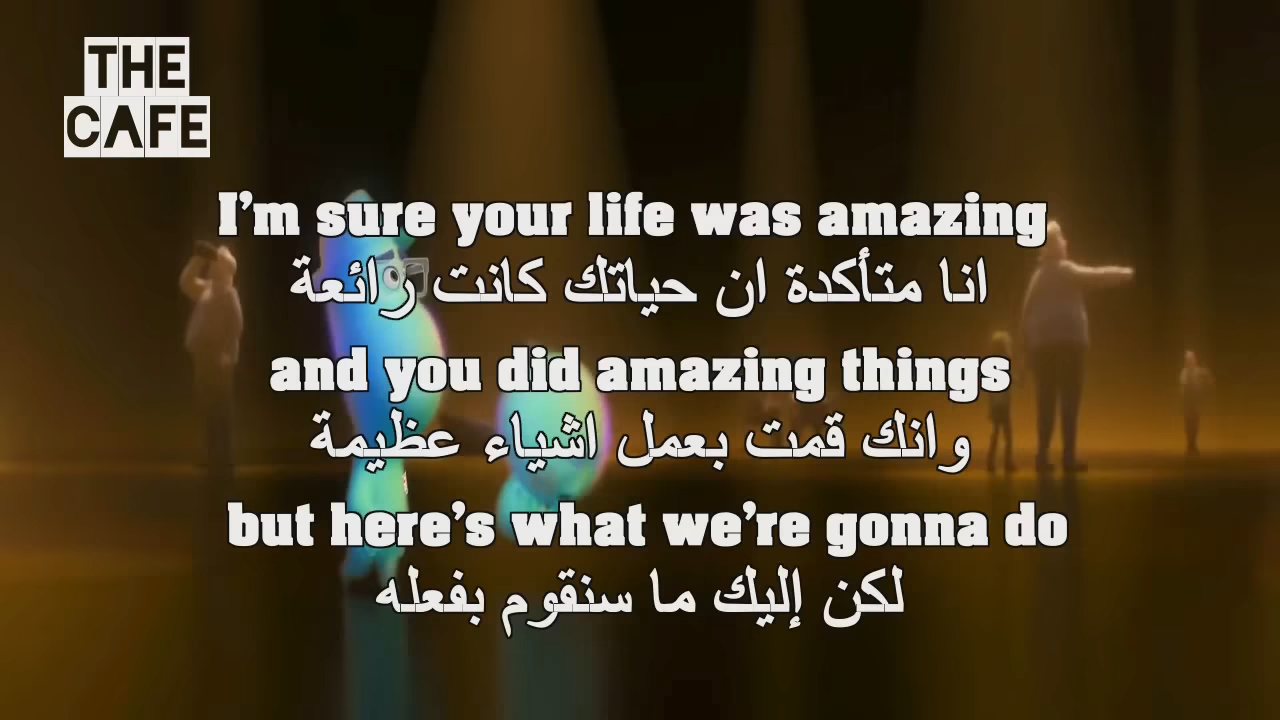 THE
CAFE
I'm sure your life was amazing
انا متأكدة ان حياتك كانت رائعة
and you did amazing things
وانك قمت بعمل اشياء عظيمة
but here's what we're gonna do
لكن إليك ما سنقوم بفعله